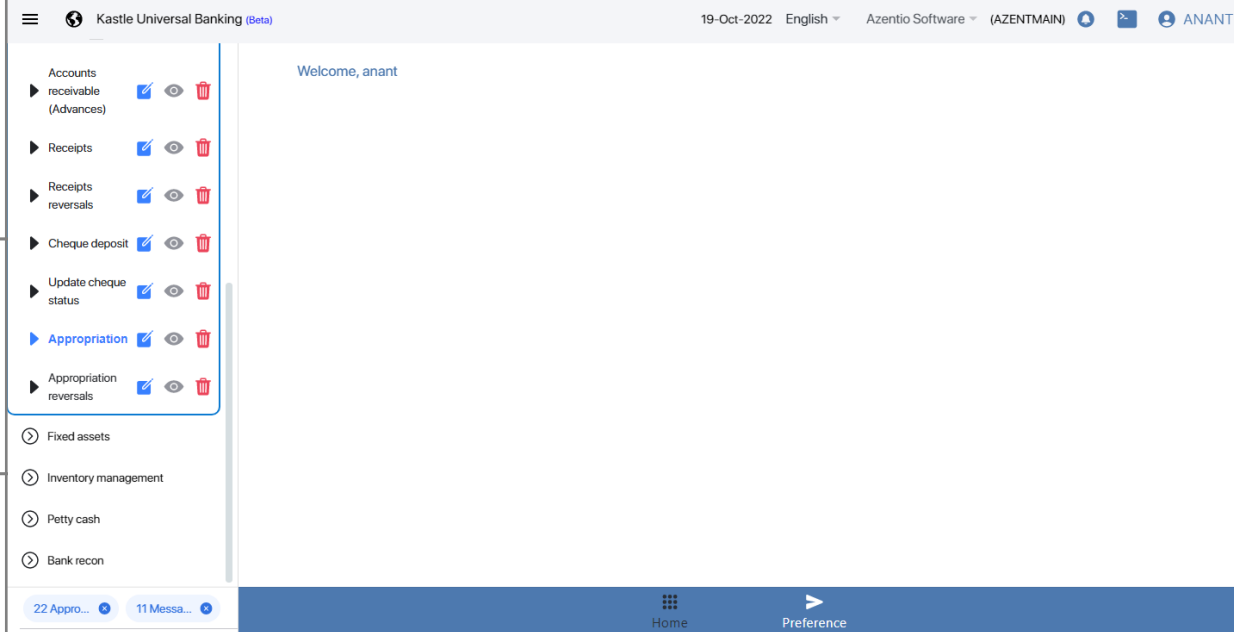 Kastle Universal Banking (Beta)
19-Oct-2022 English Azentio Software (AZENTMAIN) ANANT
Accounts
receivable
(Advances)
Receipts
Receipts
reversals
Cheque deposit
Update cheque
status
Appropriation
Appropriation
reversals
Fixed assets
Inventory management
Petty cash
Bank recon
22 Appro...
11 Messa...
Welcome, anant
Home
Preference